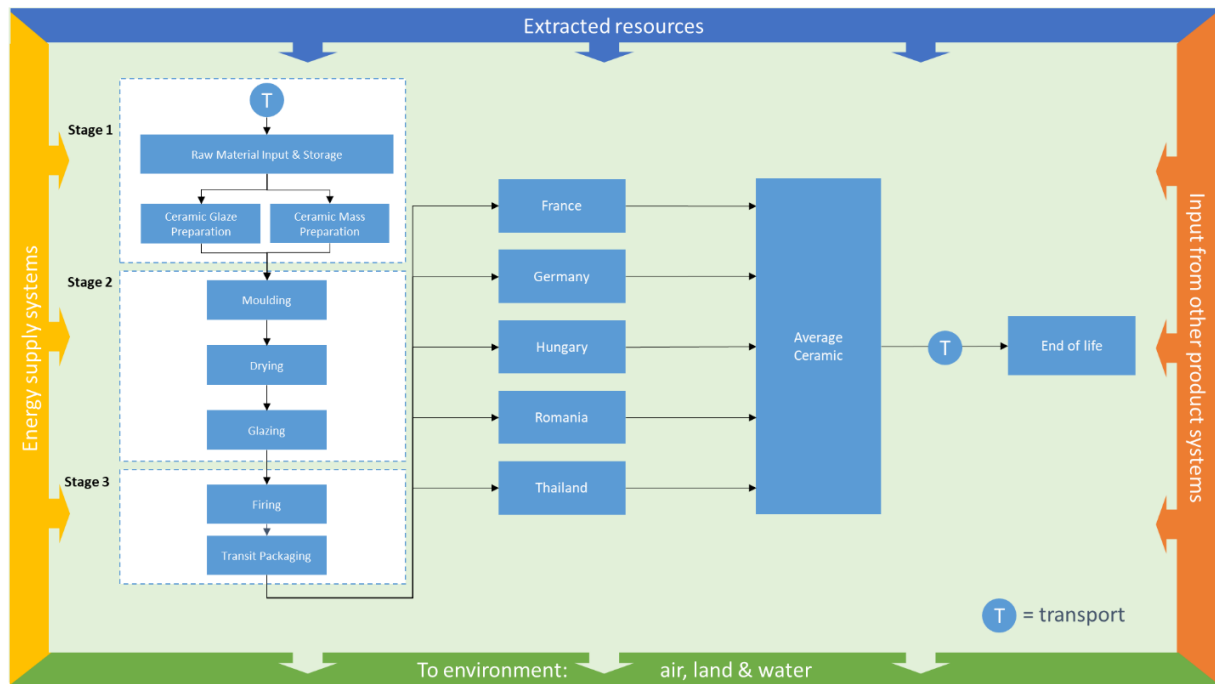 Extracted resources
Energy supply systems
Input from other product systems
Stage 1
T
Raw Material Input & Storage
Ceramic Glaze
Preparation
Ceramic Mass
Preparation
Stage 2
Moulding
Drying
Glazing
Stage 3
Firing
Transit Packaging
France
Germany
Hungary
Romania
Thailand
Average
Ceramic
T
End of life
T = transport
To environment: air, land & water